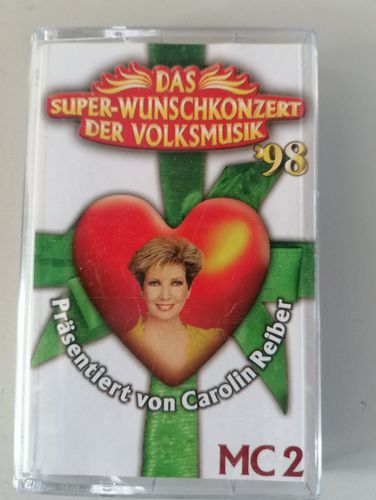 DAS
SUPER-WUNSCHKONZERT
DER VOLKSMUSIK
'98
Präsentiert von Carolin Reiber
MC 2